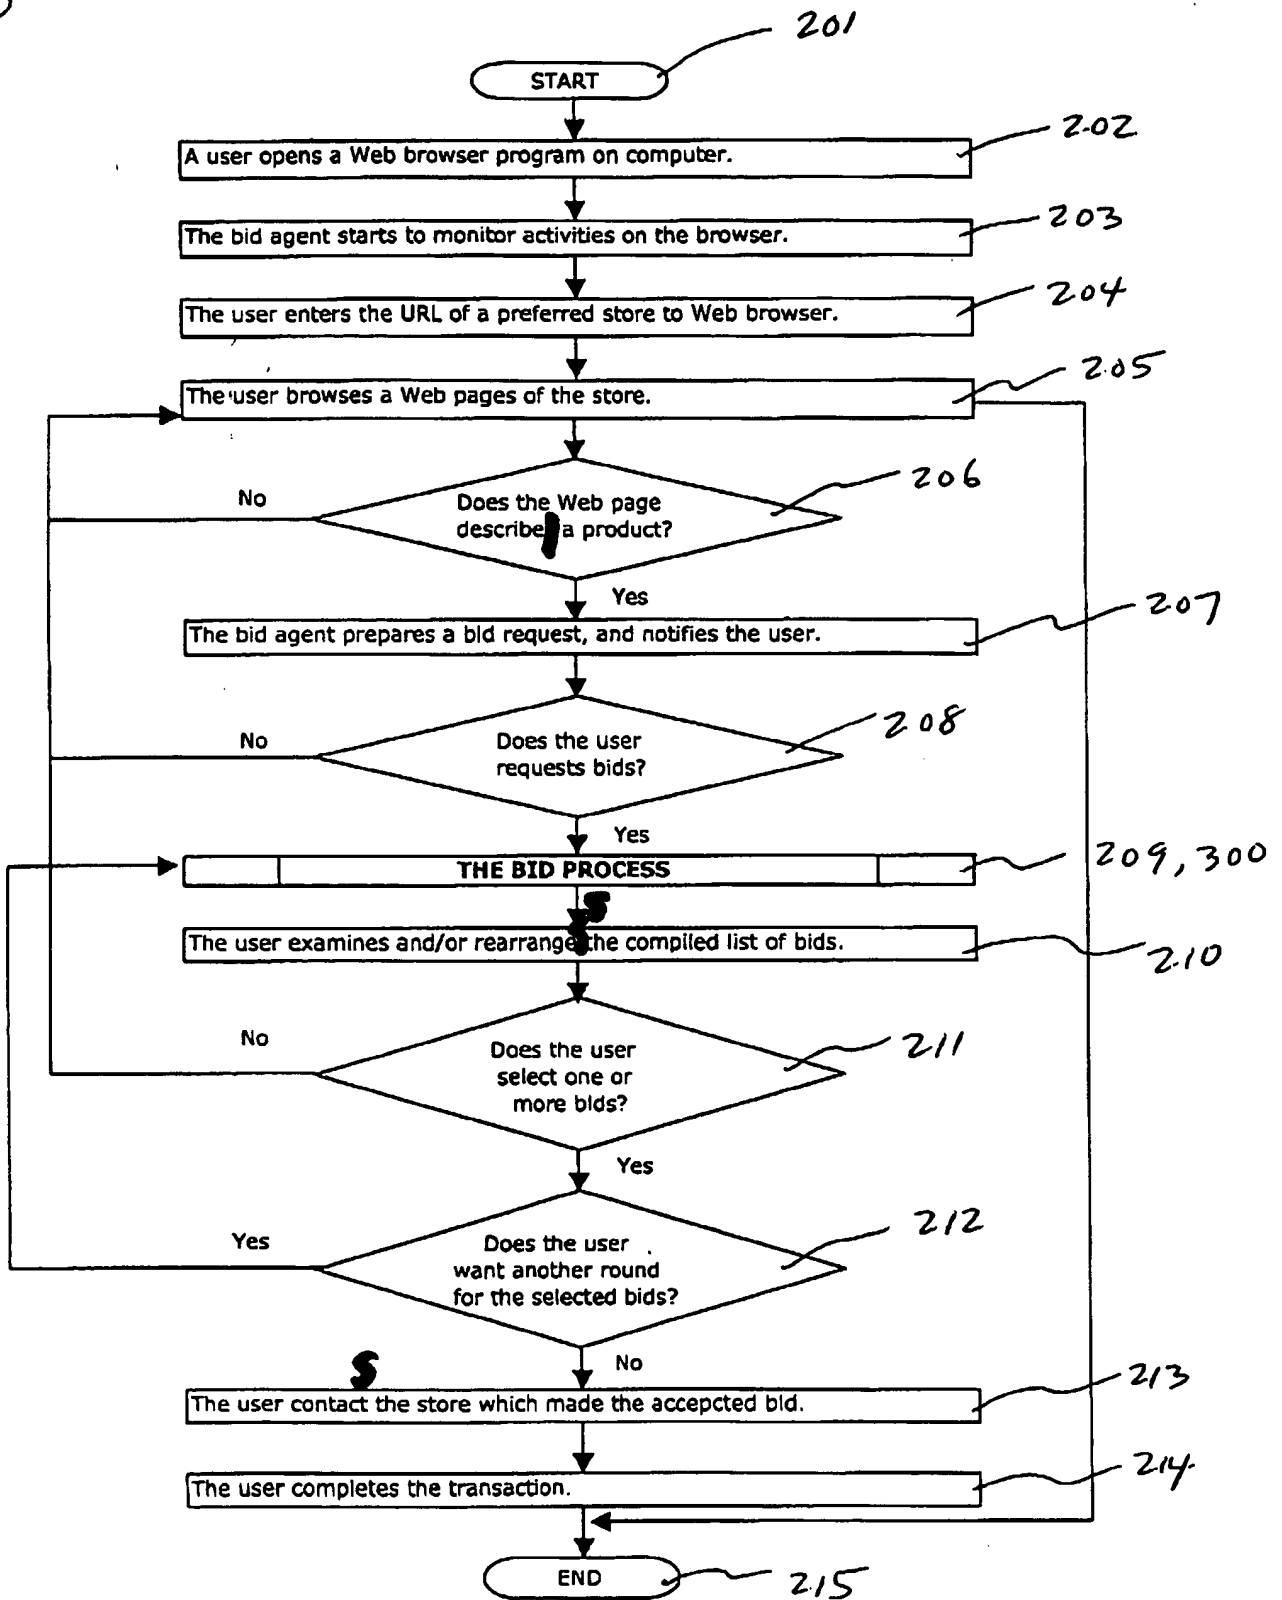 201
START
202
A user opens a Web browser program on computer.
203
The bid agent starts to monitor activities on the browser.
204
The user enters the URL of a preferred store to Web browser.
205
The user browses a Web pages of the store.
206
No
Does the Web page
describe a product?
Yes
207
The bid agent prepares a bid request, and notifies the user.
208
No
Does the user
requests bids?
Yes
209, 300
THE BID PROCESS
s
The user examines and/or rearrange the compiled list of bids.
210
No
211
Does the user
select one or
more bids?
Yes
212
Yes
Does the user
want another round
for the selected bids?
No
S
213
The user contact the store which made the accepcted bid.
214
The user completes the transaction.
END
215